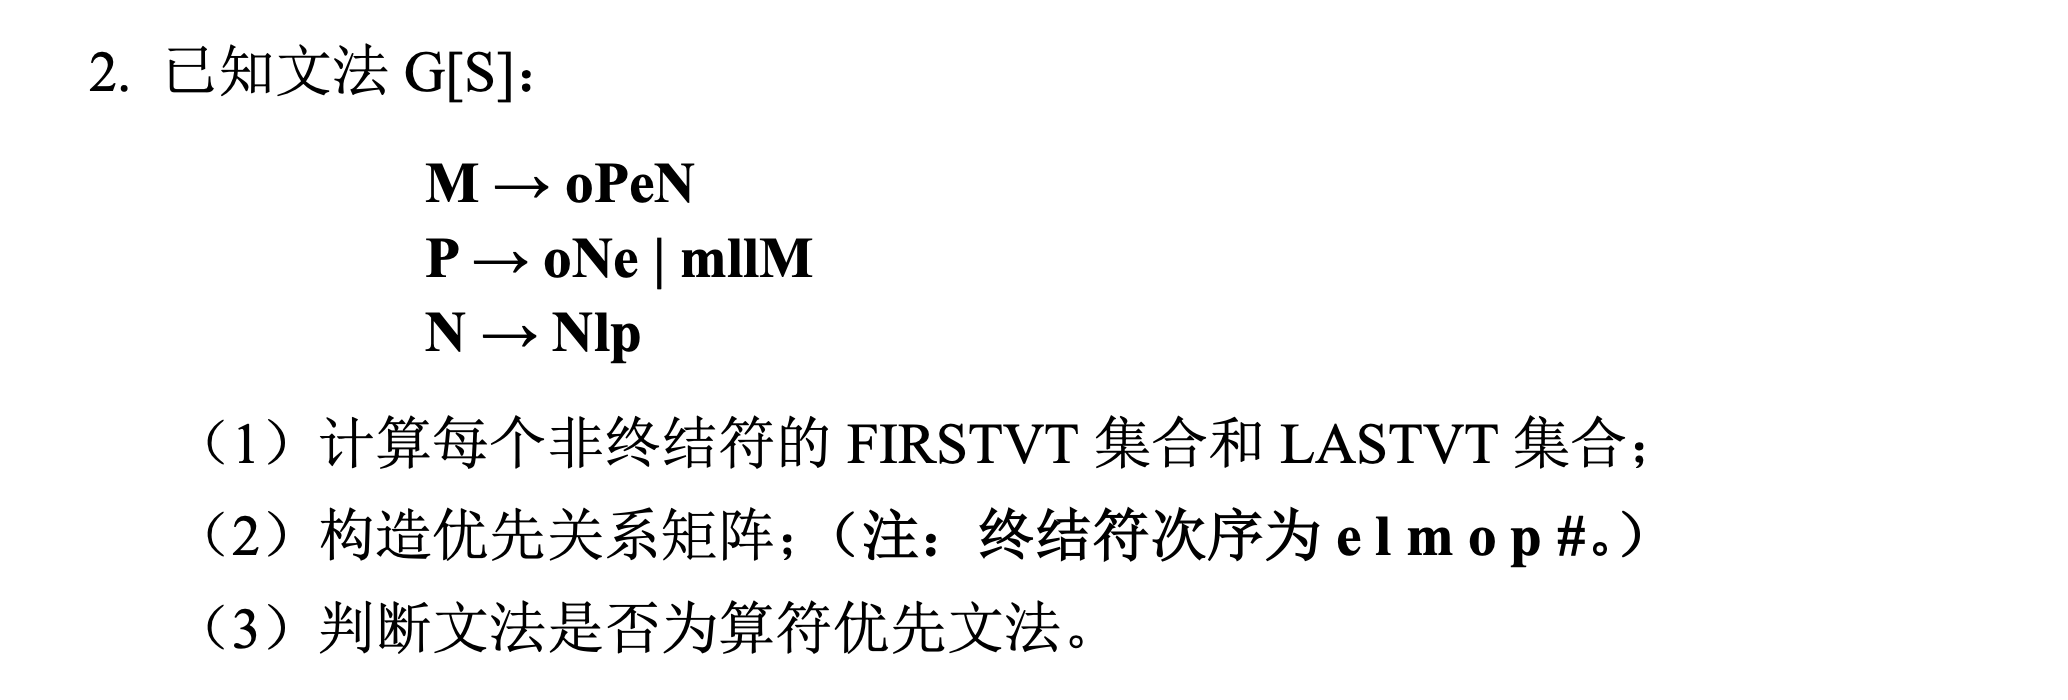 2. 已知文法 G[S]：
M → oPeN
P → oNe | mllM
N → Nlp
（1）计算每个非终结符的 FIRSTVT 集合和 LASTVT 集合；
（2）构造优先关系矩阵；（注：终结符次序为 e l m o p #。）
（3）判断文法是否为算符优先文法。